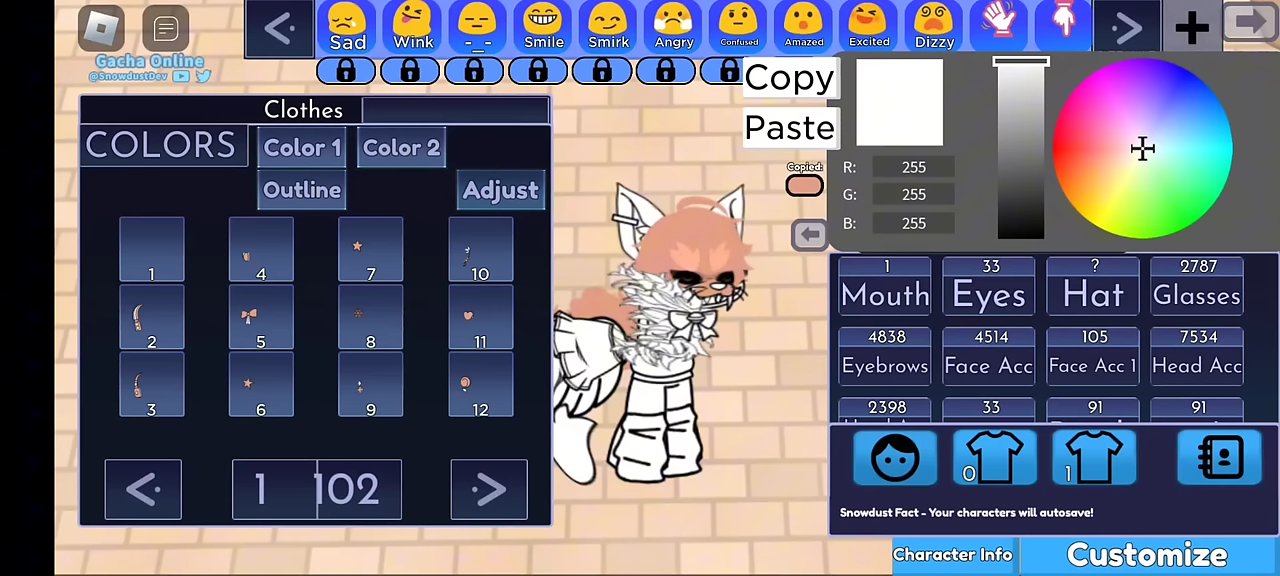 Sad
Wink
-_-
Smile
Smirk
Angry
Confused
Amazed
Excited
Dizzy
Gacha Online
@SnowdustDev
Clothes
COLORS
Color 1
Color 2
Outline
Adjust
1
4
7
10
2
5
8
11
3
6
9
12
1
102
Copy
Paste
Copied:
R: 255
G: 255
B: 255
1
33
?
2787
Mouth
Eyes
Hat
Glasses
4838
4514
105
7534
Eyebrows
Face Acc
Face Acc 1
Head Acc
2398
33
91
91
0
1
Snowdust Fact - Your characters will autosave!
Character Info
Customize